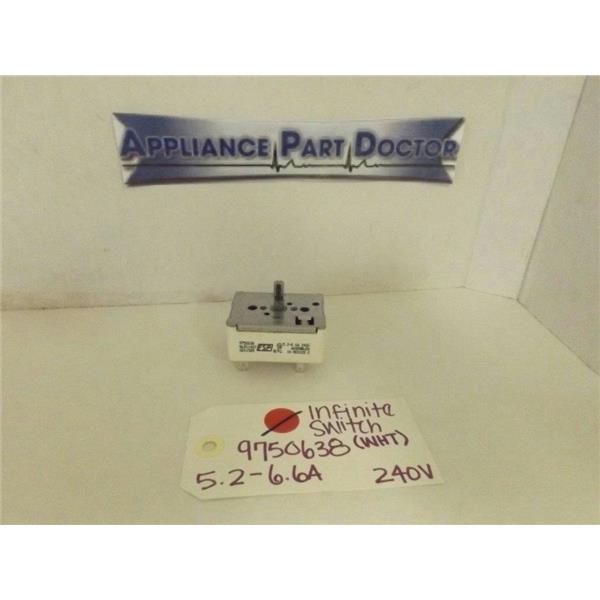 APPLIANCE PART DOCTOR
Infinite
Switch
9750638 (WHT)
5.2-6.6A 240V